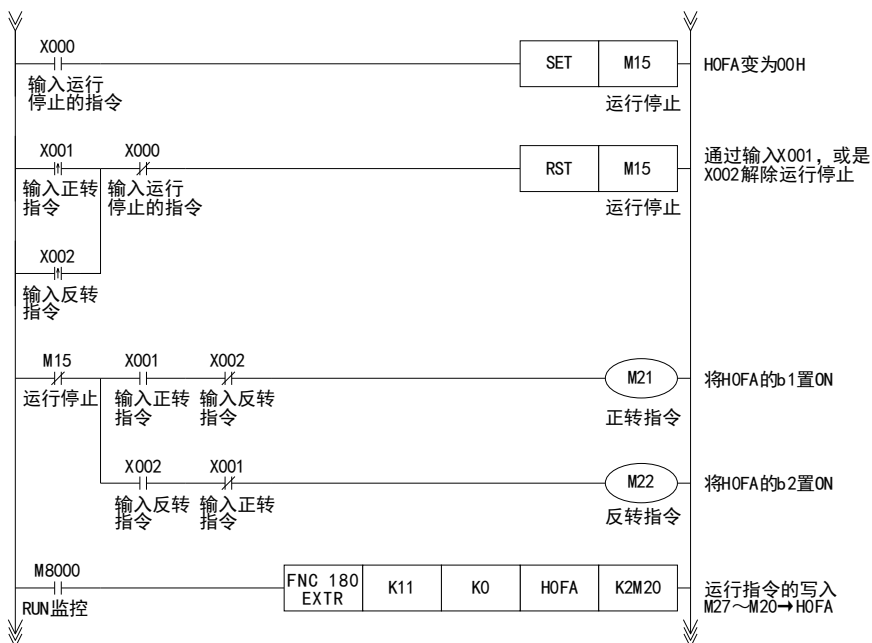 X000
输入运行
停止的指令
SET M15
运行停止
H0FA变为00H
X001 X000
输入正转
指令
输入运行
停止的指令
RST M15
运行停止
通过输入X001，或是
X002解除运行停止
X002
输入反转
指令
M15 X001 X002
运行停止
输入正转
指令
输入反转
指令
M21
正转指令
将H0FA的b1置ON
X002 X001
输入反转
指令
输入正转
指令
M22
反转指令
将H0FA的b2置ON
M8000
RUN监控
FNC 180
EXTR
K11 K0 H0FA K2M20
运行指令的写入
M27～M20→H0FA